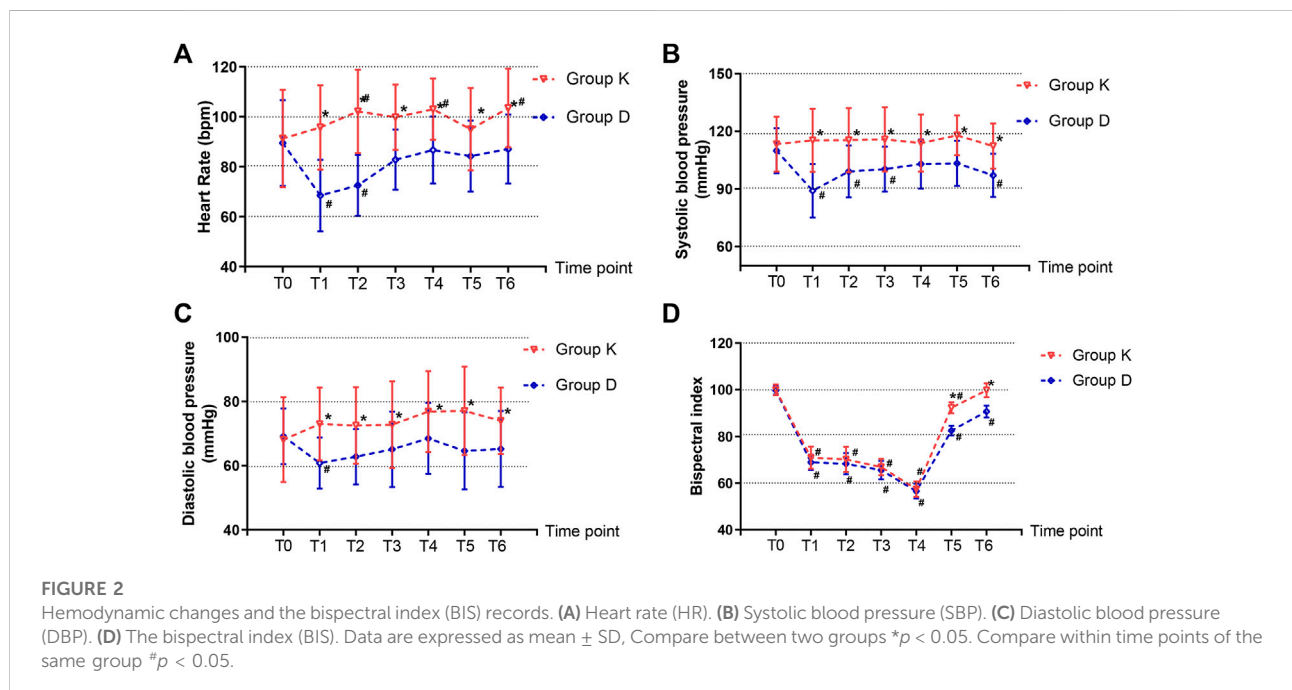 A
Heart Rate (bpm)
120
100
80
60
40
* *# * *# * *#
# #
T0 T1 T2 T3 T4 T5 T6
Time point
Group K
Group D
B
Systolic blood pressure
(mmHg)
150
120
90
60
* * * * * *
# # # #
T0 T1 T2 T3 T4 T5 T6
Time point
Group K
Group D
C
Diastolic blood pressure
(mmHg)
100
80
60
40
* * * * * *
#
T0 T1 T2 T3 T4 T5 T6
Time point
Group K
Group D
D
Bispectral index
120
100
80
60
40
# # # # *# *
# # # # # #
T0 T1 T2 T3 T4 T5 T6
Time point
Group K
Group D
FIGURE 2
Hemodynamic changes and the bispectral index (BIS) records. (A) Heart rate (HR). (B) Systolic blood pressure (SBP). (C) Diastolic blood pressure
(DBP). (D) The bispectral index (BIS). Data are expressed as mean ± SD, Compare between two groups *p < 0.05. Compare within time points of the
same group #p < 0.05.